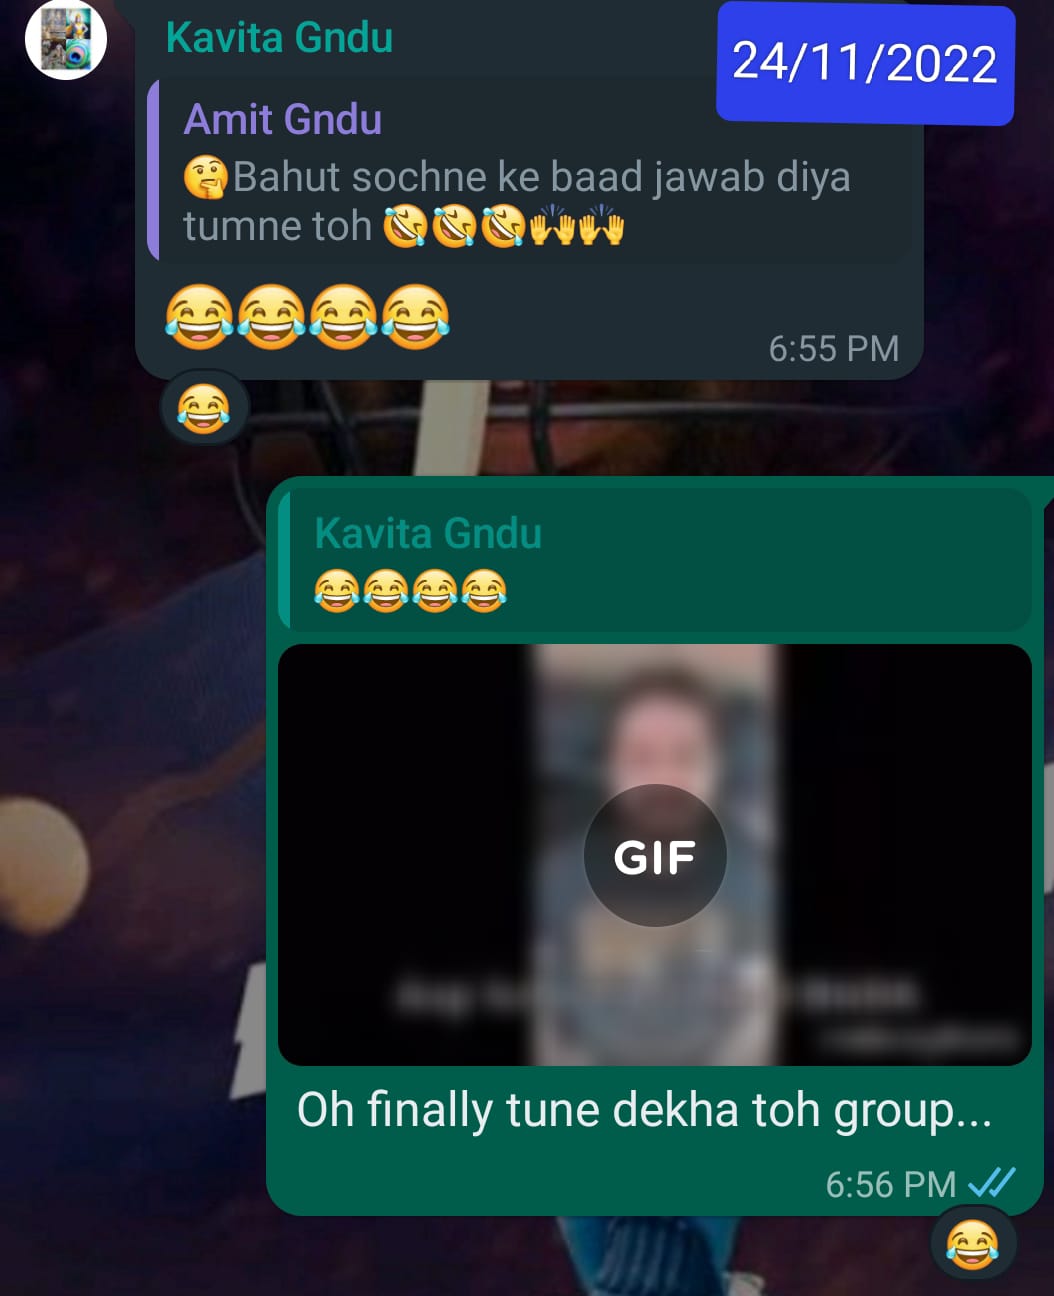 Kavita Gndu
24/11/2022
Amit Gndu
🤔Bahut sochne ke baad jawab diya
tumne toh 🤣🤣🤣🙌🙌
😂😂😂😂
6:55 PM
😂
Kavita Gndu
😂😂😂😂
GIF
Oh finally tune dekha toh group...
6:56 PM
😂